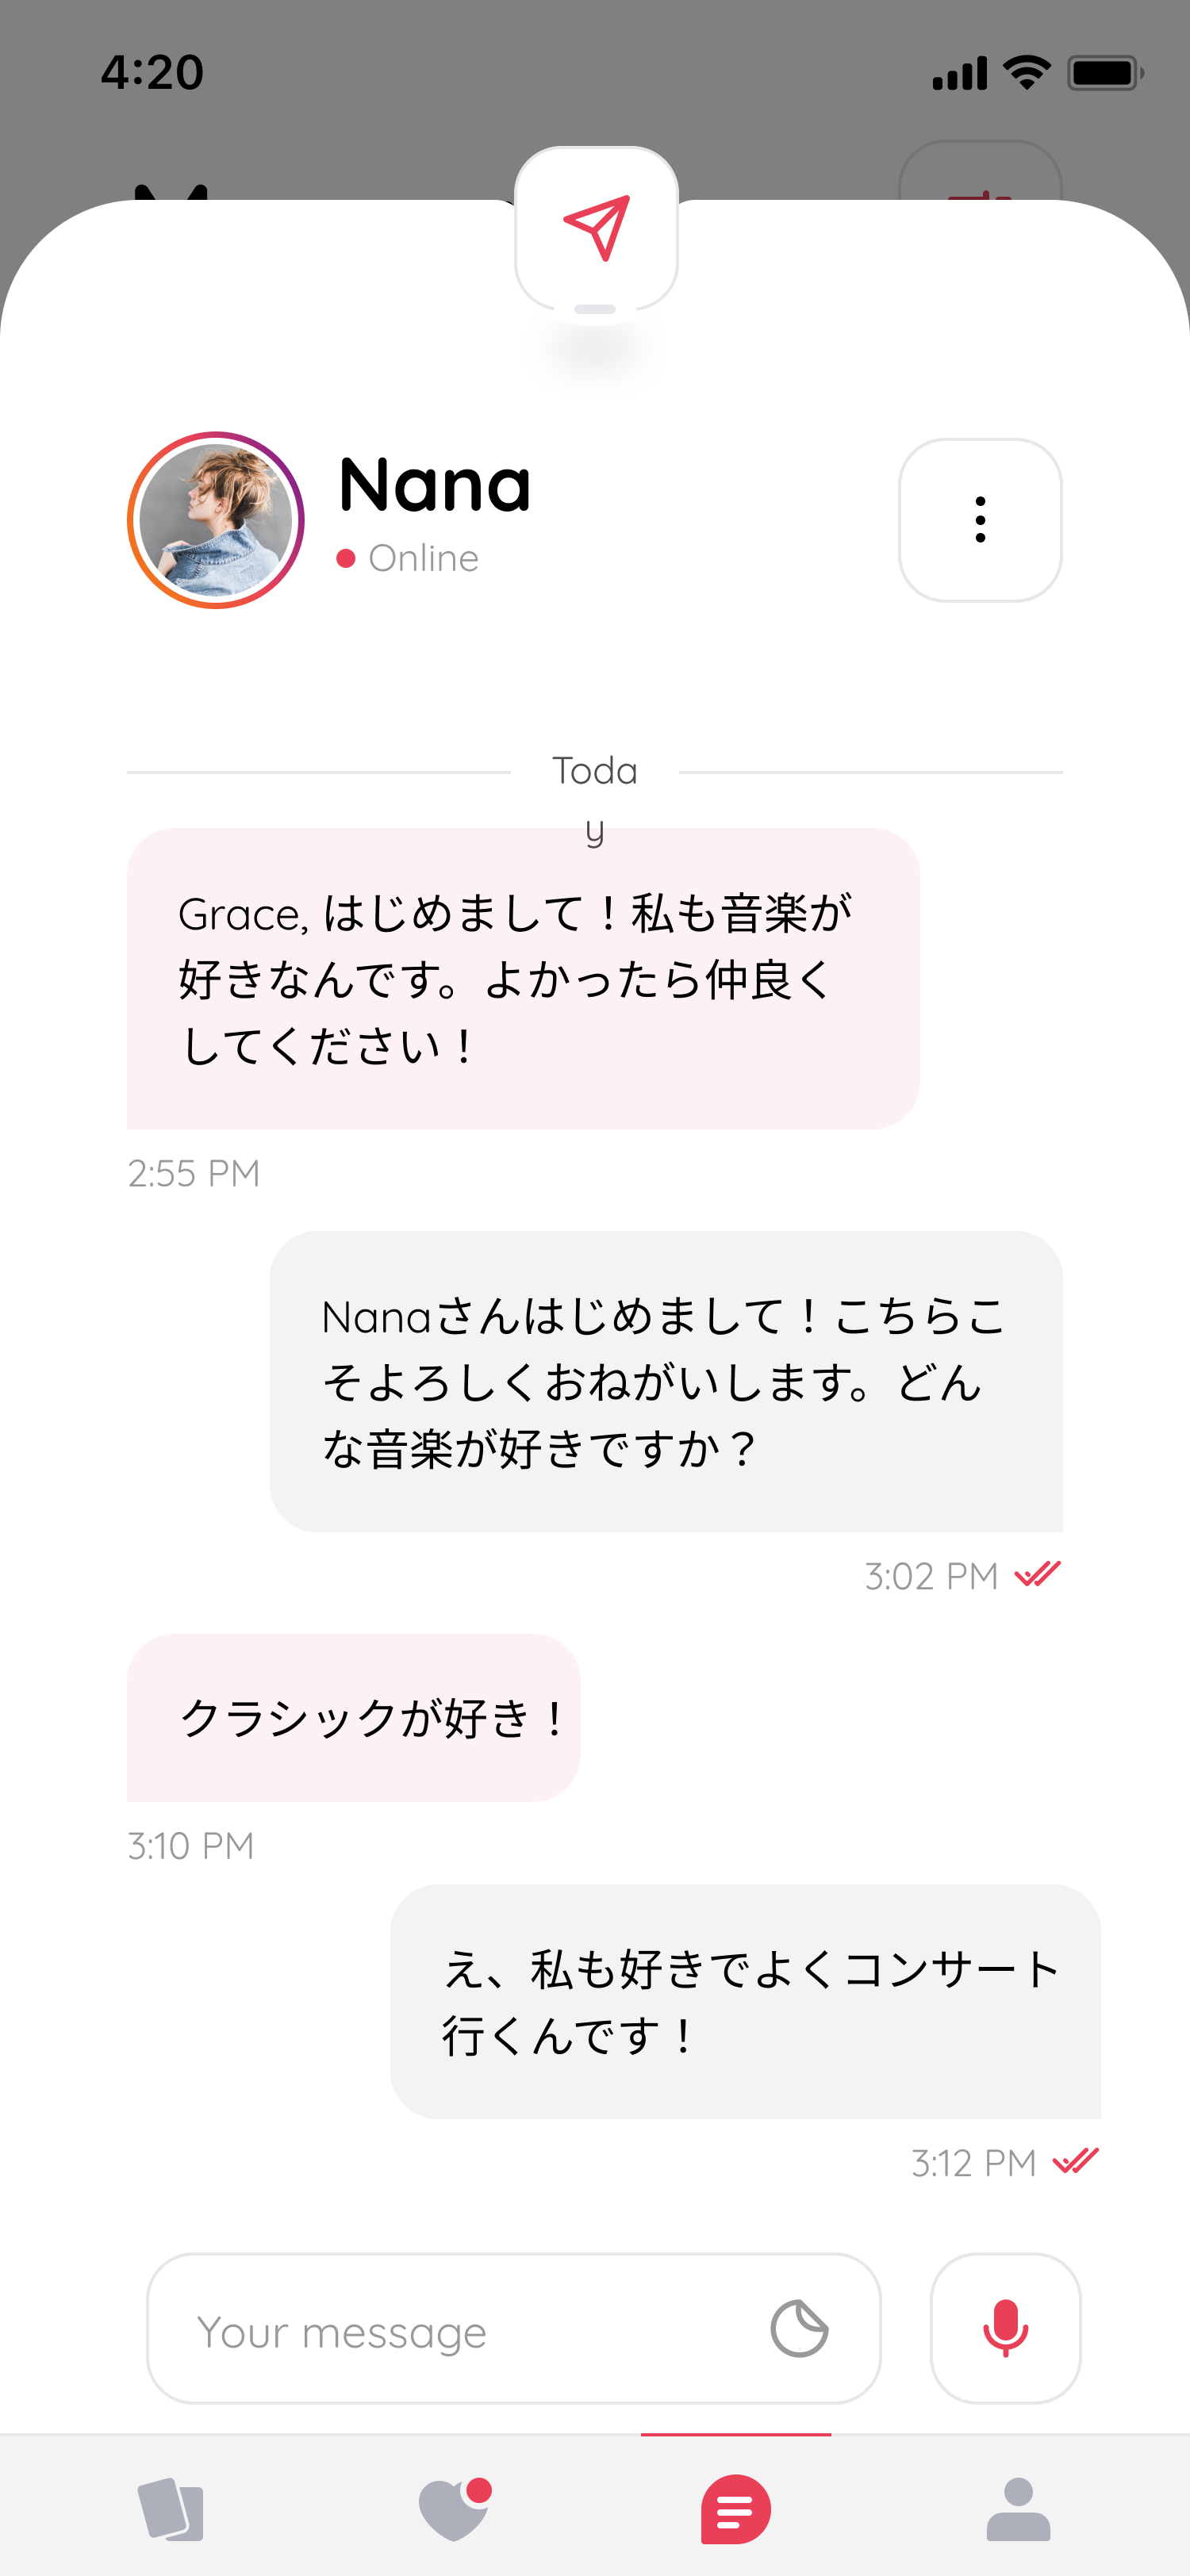 4:20
Nana
Online
Toda
y
Grace, はじめまして！私も音楽が
好きなんです。よかったら仲良く
してください！
2:55 PM
Nanaさんはじめまして！こちらこ
そよろしくおねがいします。どん
な音楽が好きですか？
3:02 PM
クラシックが好き！
3:10 PM
え、私も好きでよくコンサート
行くんです！
3:12 PM
Your message